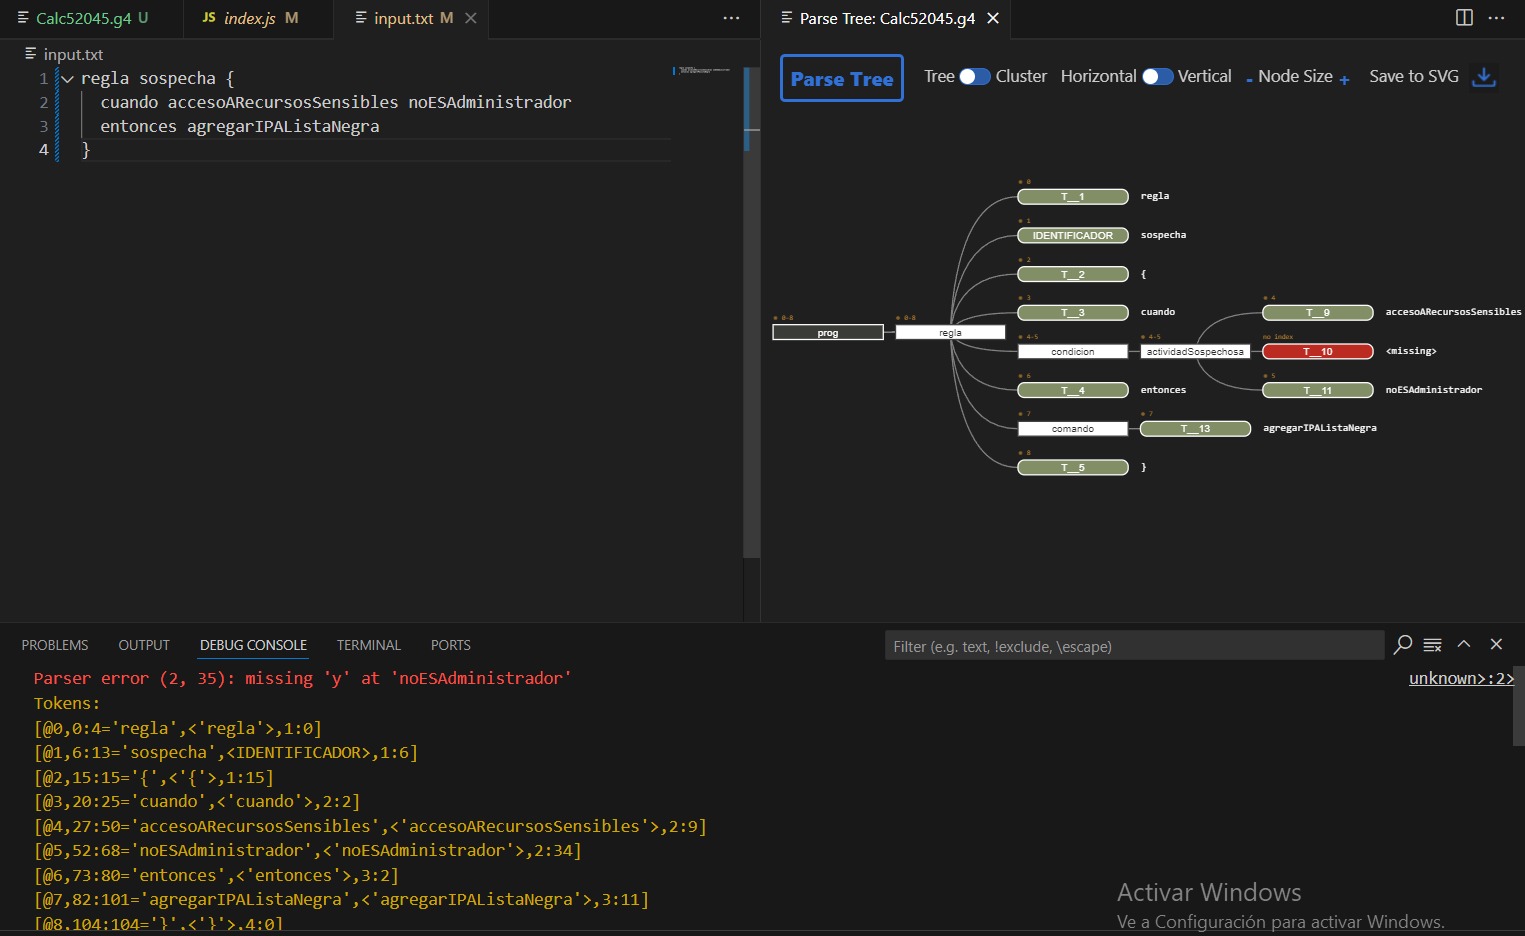 Calc52045.g4 U
JS index.js M
input.txt M
Parse Tree: Calc52045.g4
input.txt
1 regla sospecha {
2 cuando accesoARecursosSensibles noESAdministrador
3 entonces agregarIPAListaNegra
4 }
Parse Tree
Tree Cluster Horizontal Vertical - Node Size + Save to SVG
0
T__1 regla
1
IDENTIFICADOR sospecha
2
T__2 {
3
T__3 cuando
4
T__9 accesoARecursosSensibles
0-8
prog
0-8
regla
4-5
condicion
4-5
actividadSospechosa
no index
T__10 <missing>
6
T__4 entonces
5
T__11 noESAdministrador
7
comando
7
T__13 agregarIPAListaNegra
8
T__5 }
PROBLEMS OUTPUT DEBUG CONSOLE TERMINAL PORTS
Filter (e.g. text, !exclude, \escape)
Parser error (2, 35): missing 'y' at 'noESAdministrador'
unknown>:2>
Tokens:
[@0,0:4='regla',<'regla'>,1:0]
[@1,6:13='sospecha',<IDENTIFICADOR>,1:6]
[@2,15:15='{',<'{'>,1:15]
[@3,20:25='cuando',<'cuando'>,2:2]
[@4,27:50='accesoARecursosSensibles',<'accesoARecursosSensibles'>,2:9]
[@5,52:68='noESAdministrador',<'noESAdministrador'>,2:34]
[@6,73:80='entonces',<'entonces'>,3:2]
[@7,82:101='agregarIPAListaNegra',<'agregarIPAListaNegra'>,3:11]
[@8,104:104='}',<'}'>,4:0]
Activar Windows
Ve a Configuración para activar Windows.